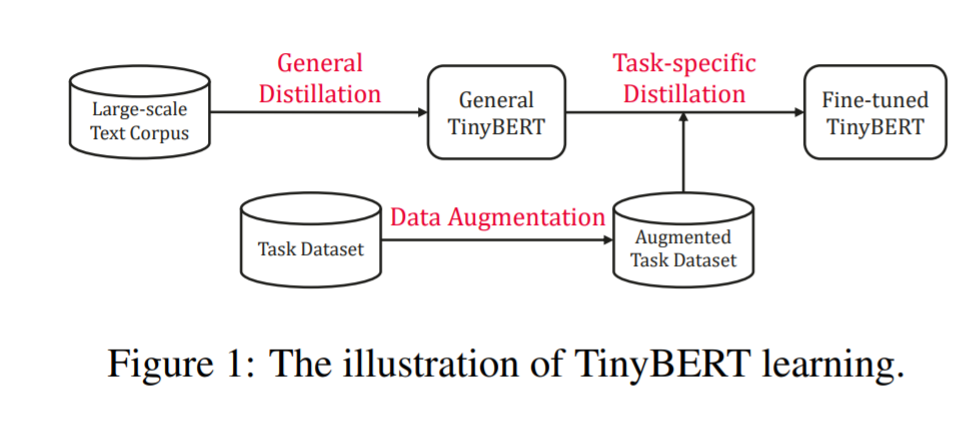 General
Distillation
Task-specific
Distillation
Large-scale
Text Corpus
General
TinyBERT
Fine-tuned
TinyBERT
Data Augmentation
Task Dataset
Augmented
Task Dataset
Figure 1: The illustration of TinyBERT learning.